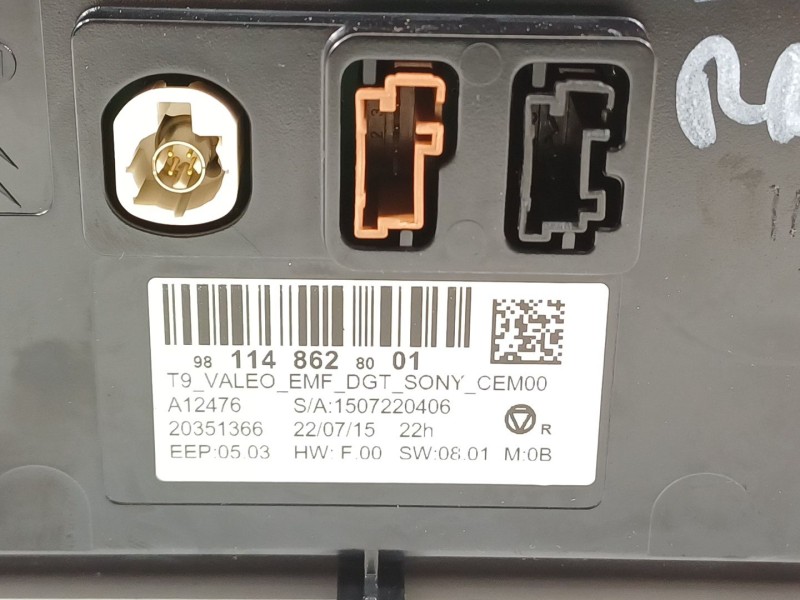 98 114 862 80 01
T9_VALEO_EMF_DGT_SONY_CEM00
A12476 S/A:1507220406
20351366 22/07/15 22h R
EEP:05.03 HW: F.00 SW:08.01 M:0B